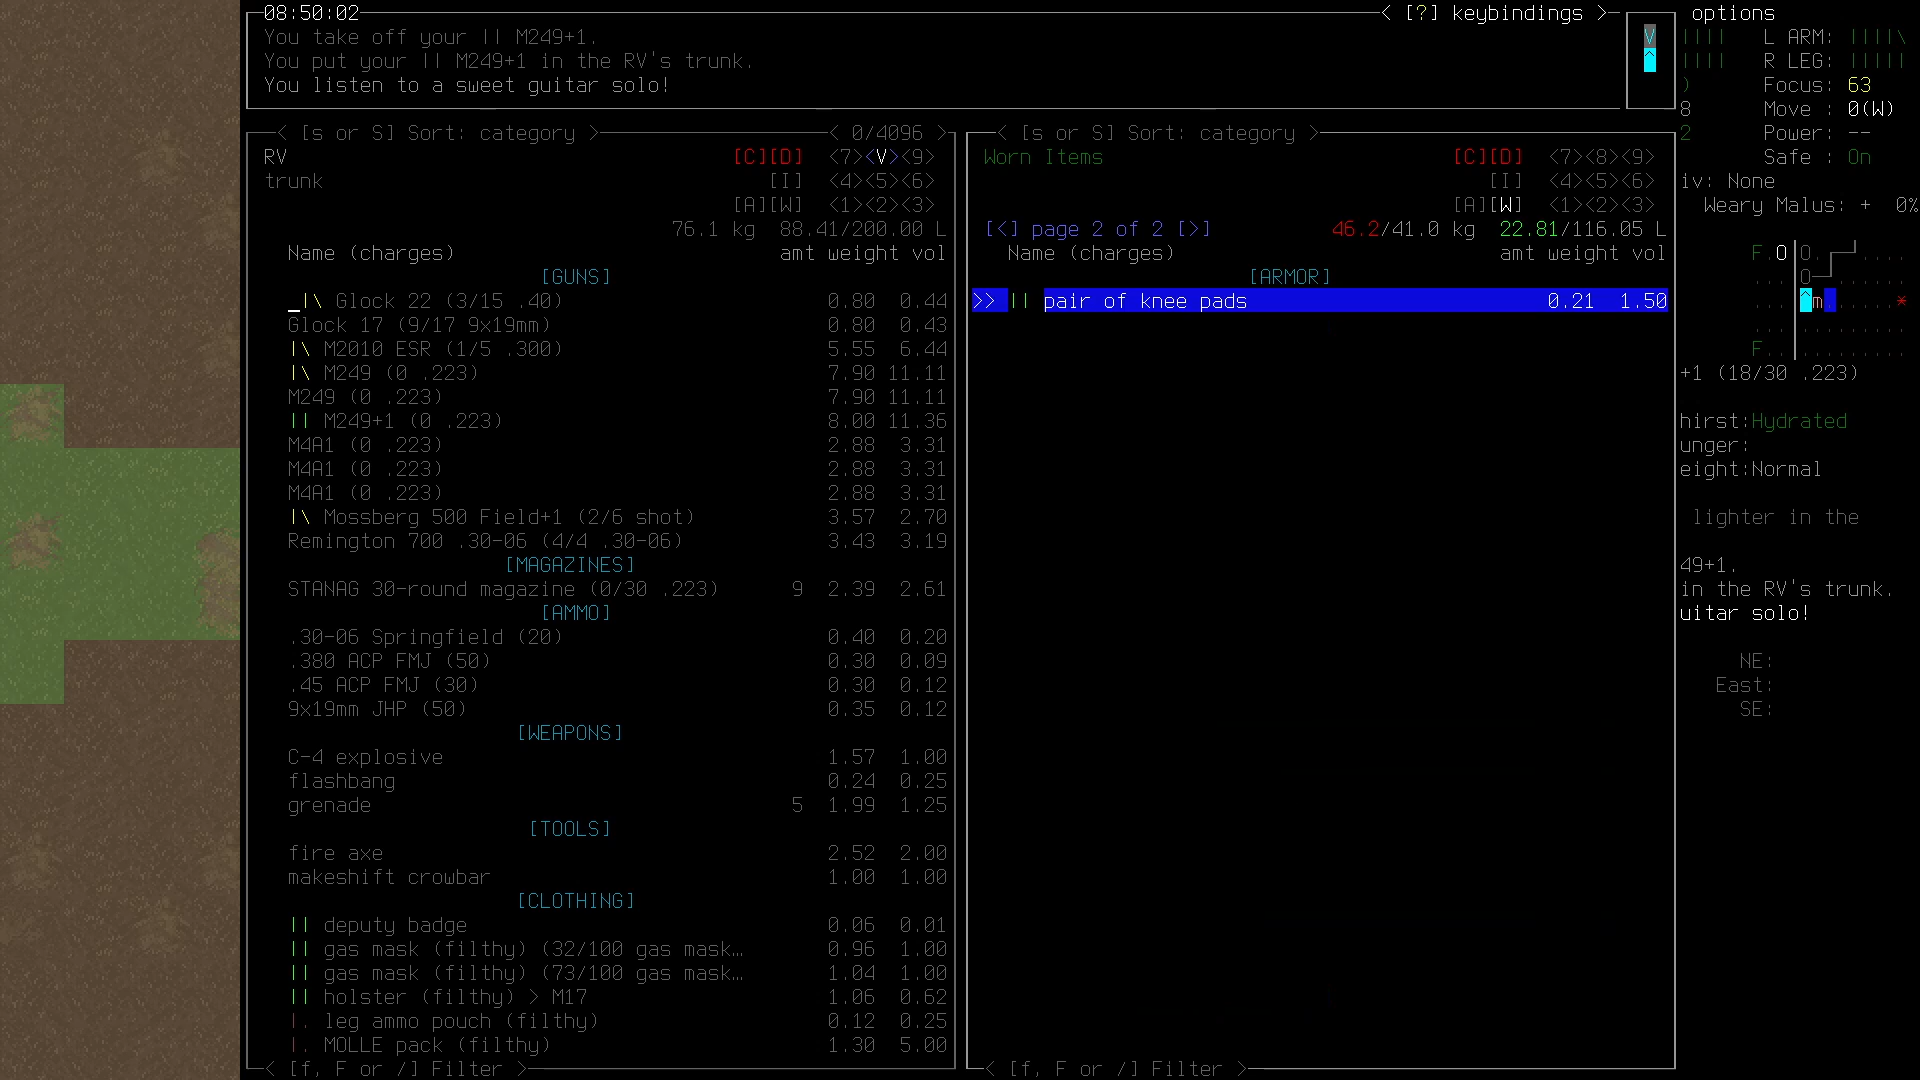 08:50:02 < [?] keybindings >
You take off your || M249+1.
You put your || M249+1 in the RV's trunk.
You listen to a sweet guitar solo!
V
^
< [s or S] Sort: category > < 0/4096 >
RV [C][D] <7><V><9>
trunk [I] <4><5><6>
[A][W] <1><2><3>
76.1 kg 88.41/200.00 L
Name (charges) amt weight vol
[GUNS]
|\ Glock 22 (3/15 .40) 0.80 0.44
Glock 17 (9/17 9x19mm) 0.80 0.43
|\ M2010 ESR (1/5 .300) 5.55 6.44
|\ M249 (0 .223) 7.90 11.11
M249 (0 .223) 7.90 11.11
|| M249+1 (0 .223) 8.00 11.36
M4A1 (0 .223) 2.88 3.31
M4A1 (0 .223) 2.88 3.31
M4A1 (0 .223) 2.88 3.31
|\ Mossberg 500 Field+1 (2/6 shot) 3.57 2.70
Remington 700 .30-06 (4/4 .30-06) 3.43 3.19
[MAGAZINES]
STANAG 30-round magazine (0/30 .223) 9 2.39 2.61
[AMMO]
.30-06 Springfield (20) 0.40 0.20
.380 ACP FMJ (50) 0.30 0.09
.45 ACP FMJ (30) 0.30 0.12
9x19mm JHP (50) 0.35 0.12
[WEAPONS]
C-4 explosive 1.57 1.00
flashbang 0.24 0.25
grenade 5 1.99 1.25
[TOOLS]
fire axe 2.52 2.00
makeshift crowbar 1.00 1.00
[CLOTHING]
|| deputy badge 0.06 0.01
|| gas mask (filthy) (32/100 gas mask… 0.96 1.00
|| gas mask (filthy) (73/100 gas mask… 1.04 1.00
|| holster (filthy) > M17 1.06 0.62
|. leg ammo pouch (filthy) 0.12 0.25
|. MOLLE pack (filthy) 1.30 5.00
< [f, F or /] Filter >
< [s or S] Sort: category >
Worn Items [C][D] <7><8><9>
[I] <4><5><6>
[A][W] <1><2><3>
[<] page 2 of 2 [>] 46.2/41.0 kg 22.81/116.05 L
Name (charges) amt weight vol
[ARMOR]
>> || pair of knee pads 0.21 1.50
< [f, F or /] Filter >
options
|||| L ARM: ||||\
|||| R LEG: |||||
) Focus: 63
8 Move : 0(W)
2 Power: --
Safe : On
iv: None
Weary Malus: + 0%
F.O O. ....
... O
^m ..... *
F..
+1 (18/30 .223)
hirst:Hydrated
unger:
eight:Normal
lighter in the
49+1.
in the RV's trunk.
uitar solo!
NE:
East:
SE: